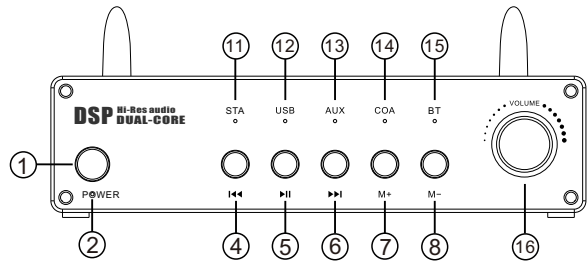 11 12 13 14 15
STA USB AUX COA BT
VOLUME
DSP Hi-Res audio
DUAL-CORE
1
POWER
M+ M-
2 4 5 6 7 8 16